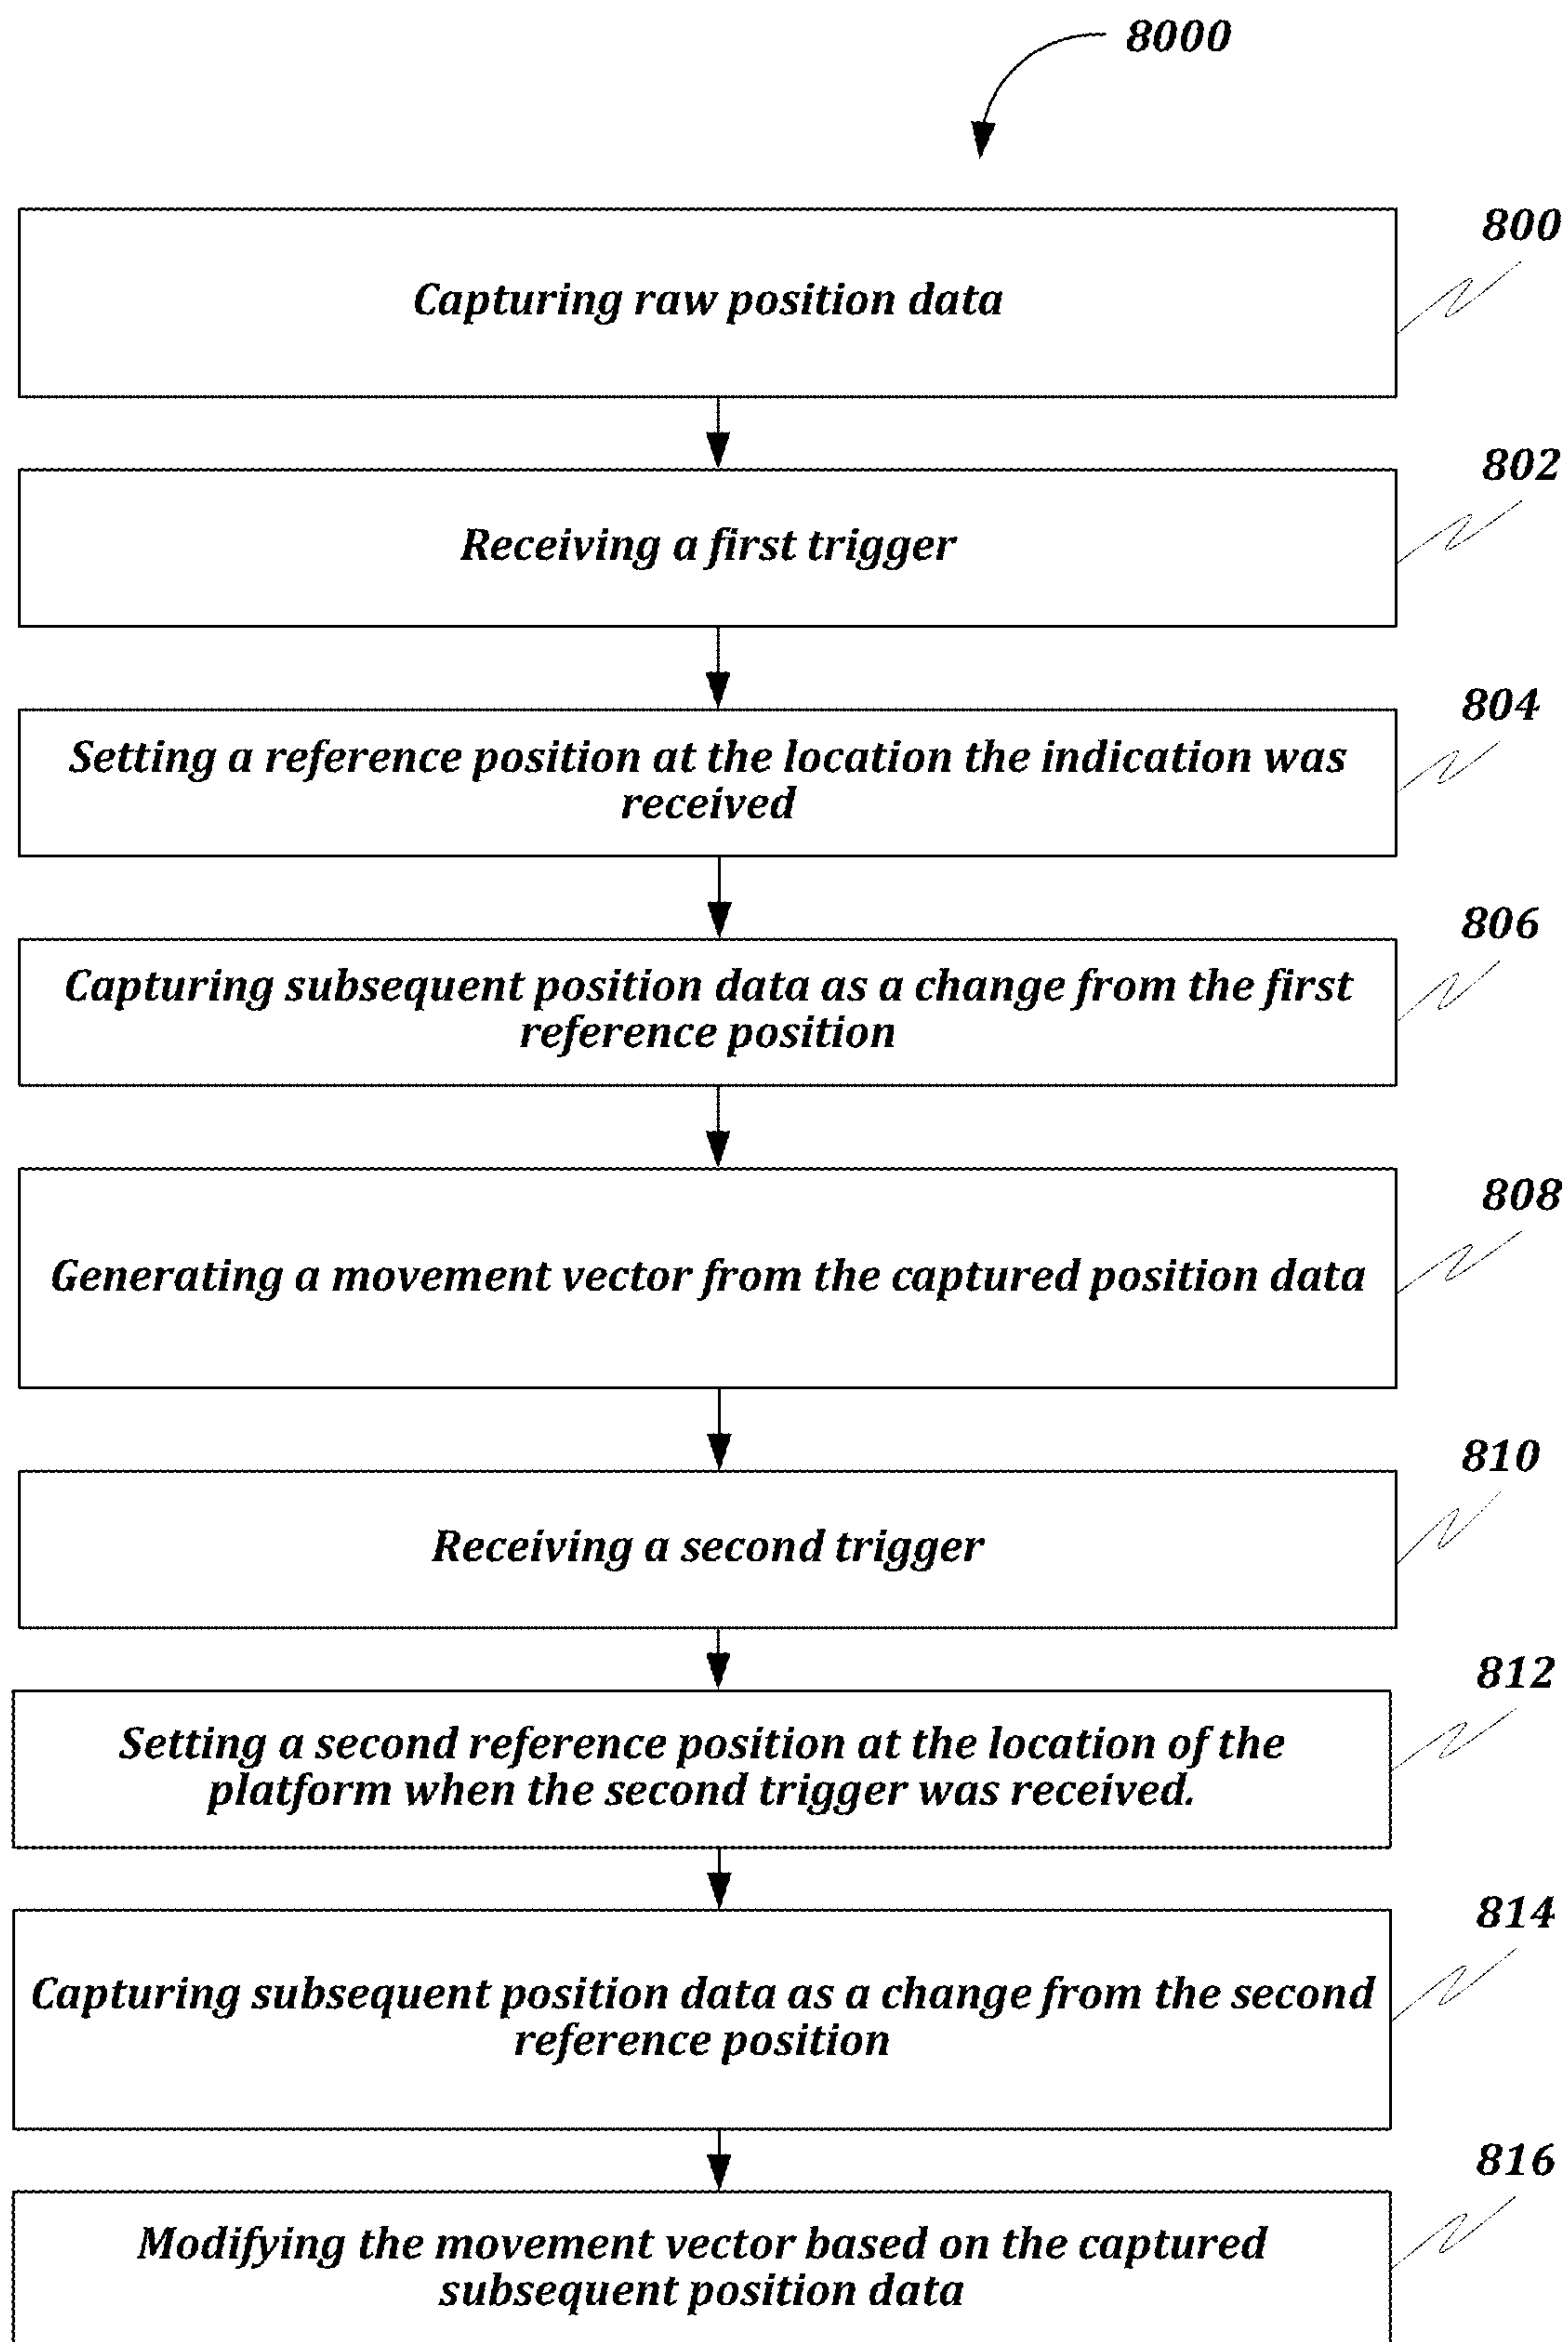 8000
800
Capturing raw position data
802
Receiving a first trigger
804
Setting a reference position at the location the indication was
received
806
Capturing subsequent position data as a change from the first
reference position
808
Generating a movement vector from the captured position data
810
Receiving a second trigger
812
Setting a second reference position at the location of the
platform when the second trigger was received.
814
Capturing subsequent position data as a change from the second
reference position
816
Modifying the movement vector based on the captured
subsequent position data